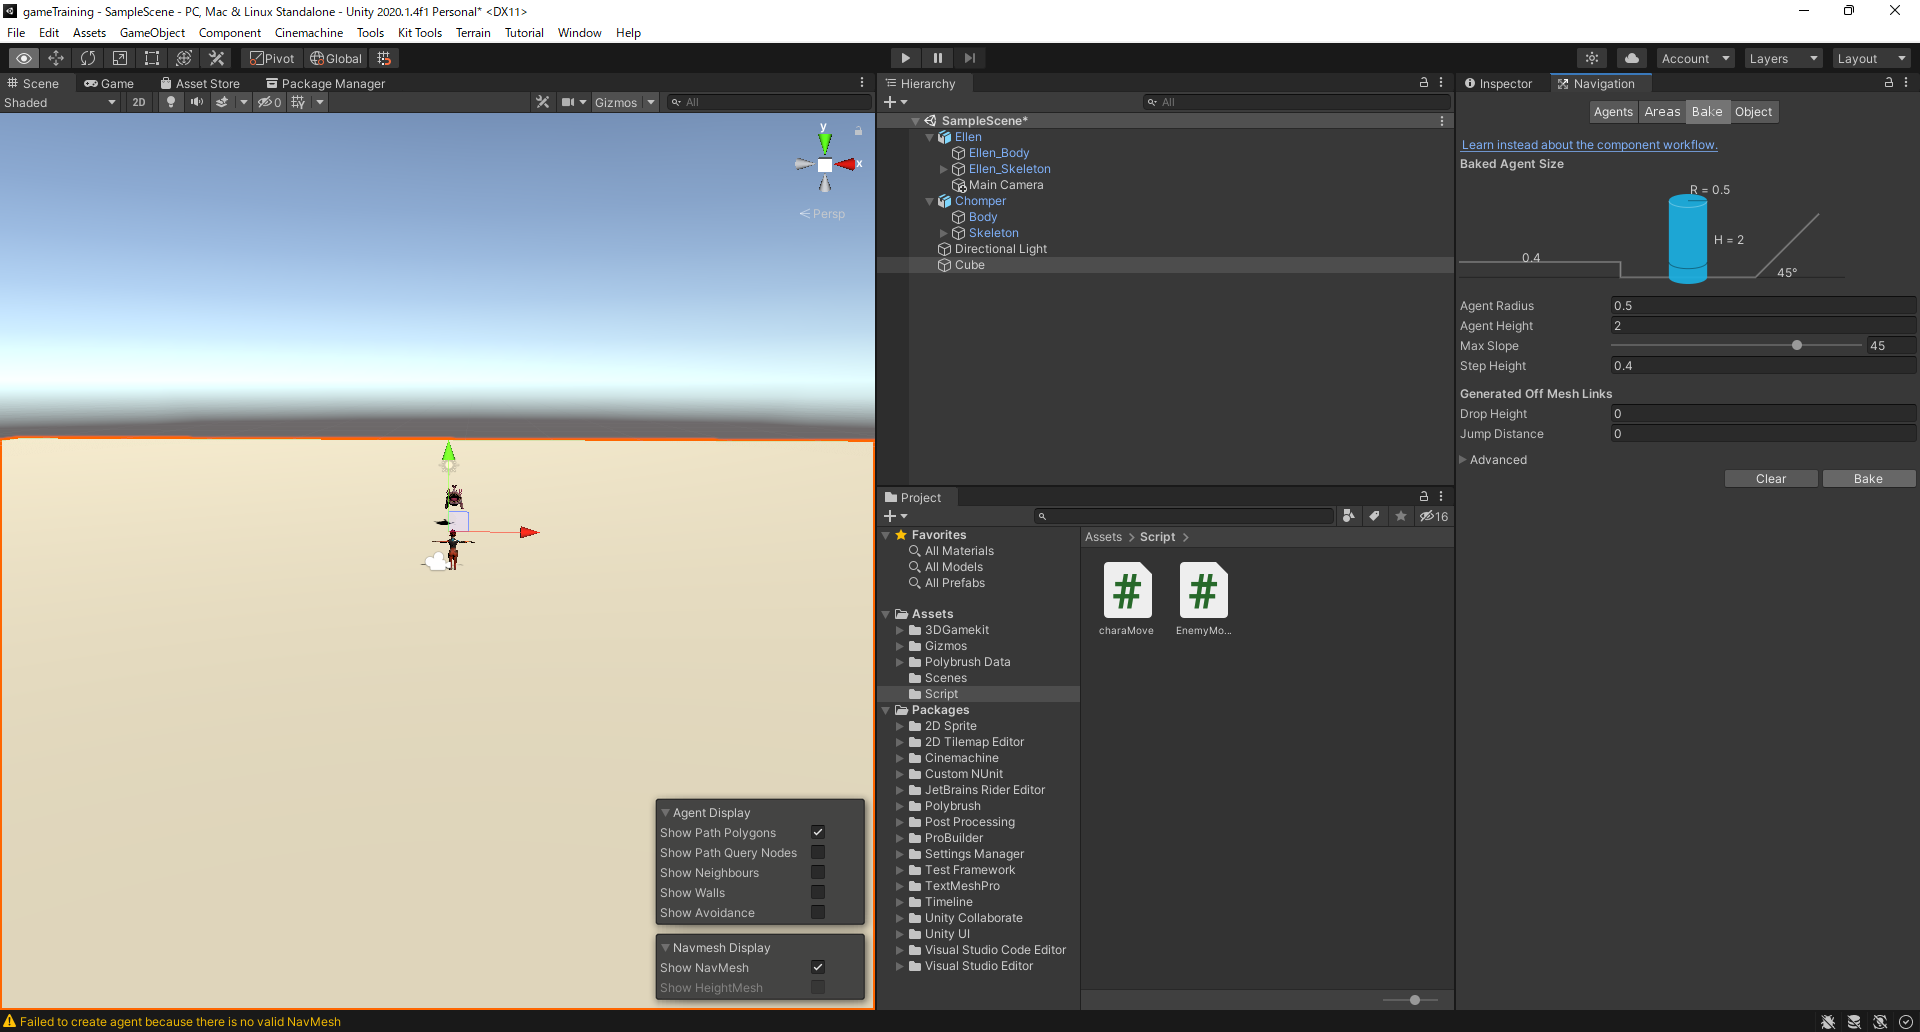 gameTraining - SampleScene - PC, Mac & Linux Standalone - Unity 2020.1.4f1 Personal* <DX11>
File Edit Assets GameObject Component Cinemachine Tools Kit Tools Terrain Tutorial Window Help
Pivot Global Account Layers Layout
Scene Game Asset Store Package Manager
Shaded 2D 0 Gizmos All
y
x
Persp
Agent Display
Show Path Polygons
Show Path Query Nodes
Show Neighbours
Show Walls
Show Avoidance
Navmesh Display
Show NavMesh
Show HeightMesh
Hierarchy
All
SampleScene*
Ellen
Ellen_Body
Ellen_Skeleton
Main Camera
Chomper
Body
Skeleton
Directional Light
Cube
Project
16
Favorites
All Materials
All Models
All Prefabs
Assets
3DGamekit
Gizmos
Polybrush Data
Scenes
Script
Packages
2D Sprite
2D Tilemap Editor
Cinemachine
Custom NUnit
JetBrains Rider Editor
Polybrush
Post Processing
ProBuilder
Settings Manager
Test Framework
TextMeshPro
Timeline
Unity Collaborate
Unity UI
Visual Studio Code Editor
Visual Studio Editor
Assets > Script >
charaMove EnemyMo...
Inspector Navigation
Agents Areas Bake Object
Learn instead about the component workflow.
Baked Agent Size
R = 0.5
H = 2
0.4
45°
Agent Radius 0.5
Agent Height 2
Max Slope 45
Step Height 0.4
Generated Off Mesh Links
Drop Height 0
Jump Distance 0
Advanced
Clear Bake
Failed to create agent because there is no valid NavMesh